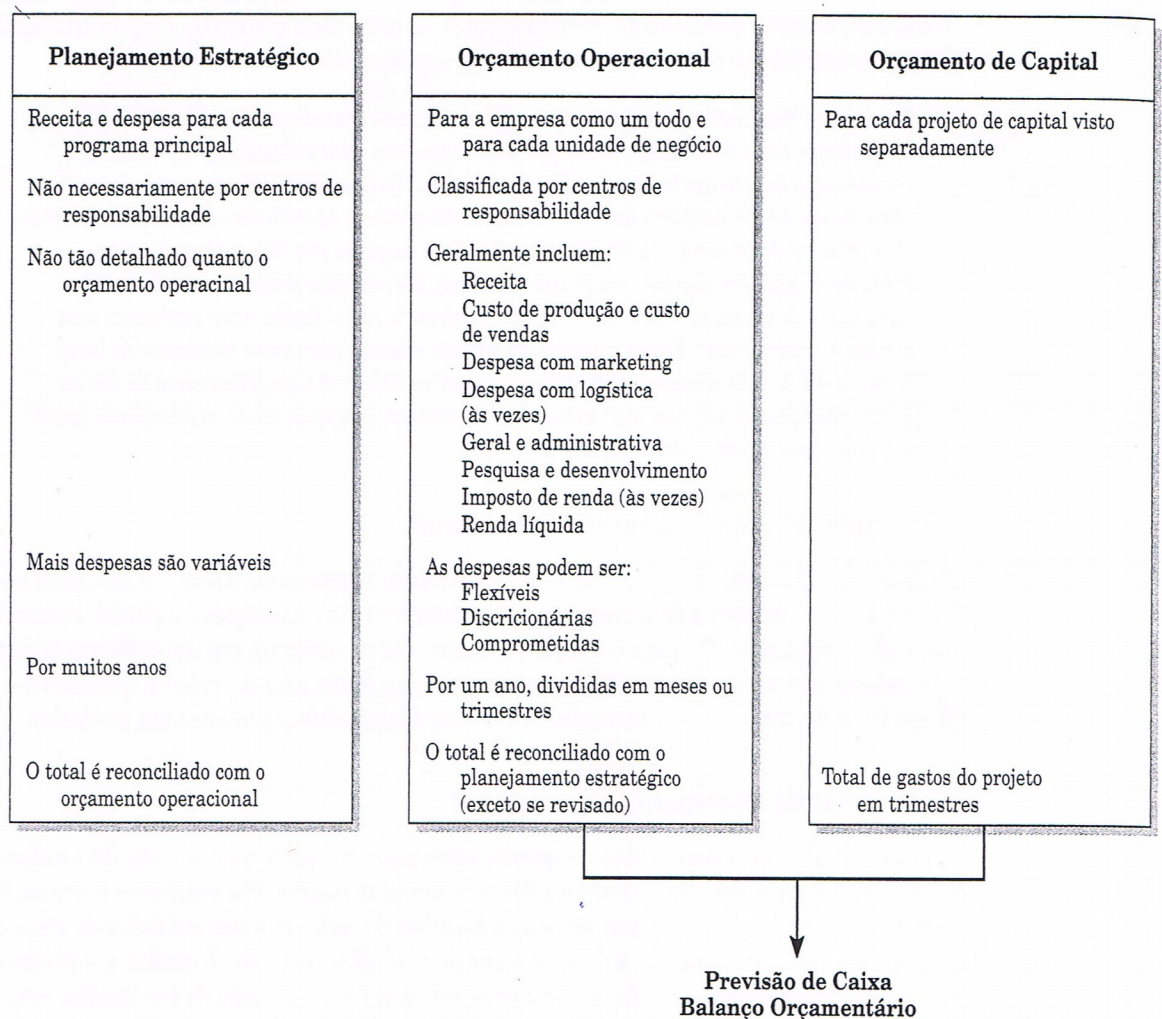 Planejamento Estratégico
Receita e despesa para cada
programa principal
Não necessariamente por centros de
responsabilidade
Não tão detalhado quanto o
orçamento operacinal
Mais despesas são variáveis
Por muitos anos
O total é reconciliado com o
orçamento operacional
Orçamento Operacional
Para a empresa como um todo e
para cada unidade de negócio
Classificada por centros de
responsabilidade
Geralmente incluem:
Receita
Custo de produção e custo
de vendas
Despesa com marketing
Despesa com logística
(às vezes)
Geral e administrativa
Pesquisa e desenvolvimento
Imposto de renda (às vezes)
Renda líquida
As despesas podem ser:
Flexíveis
Discricionárias
Comprometidas
Por um ano, divididas em meses ou
trimestres
O total é reconciliado com o
planejamento estratégico
(exceto se revisado)
Orçamento de Capital
Para cada projeto de capital visto
separadamente
Total de gastos do projeto
em trimestres
Previsão de Caixa
Balanço Orçamentário